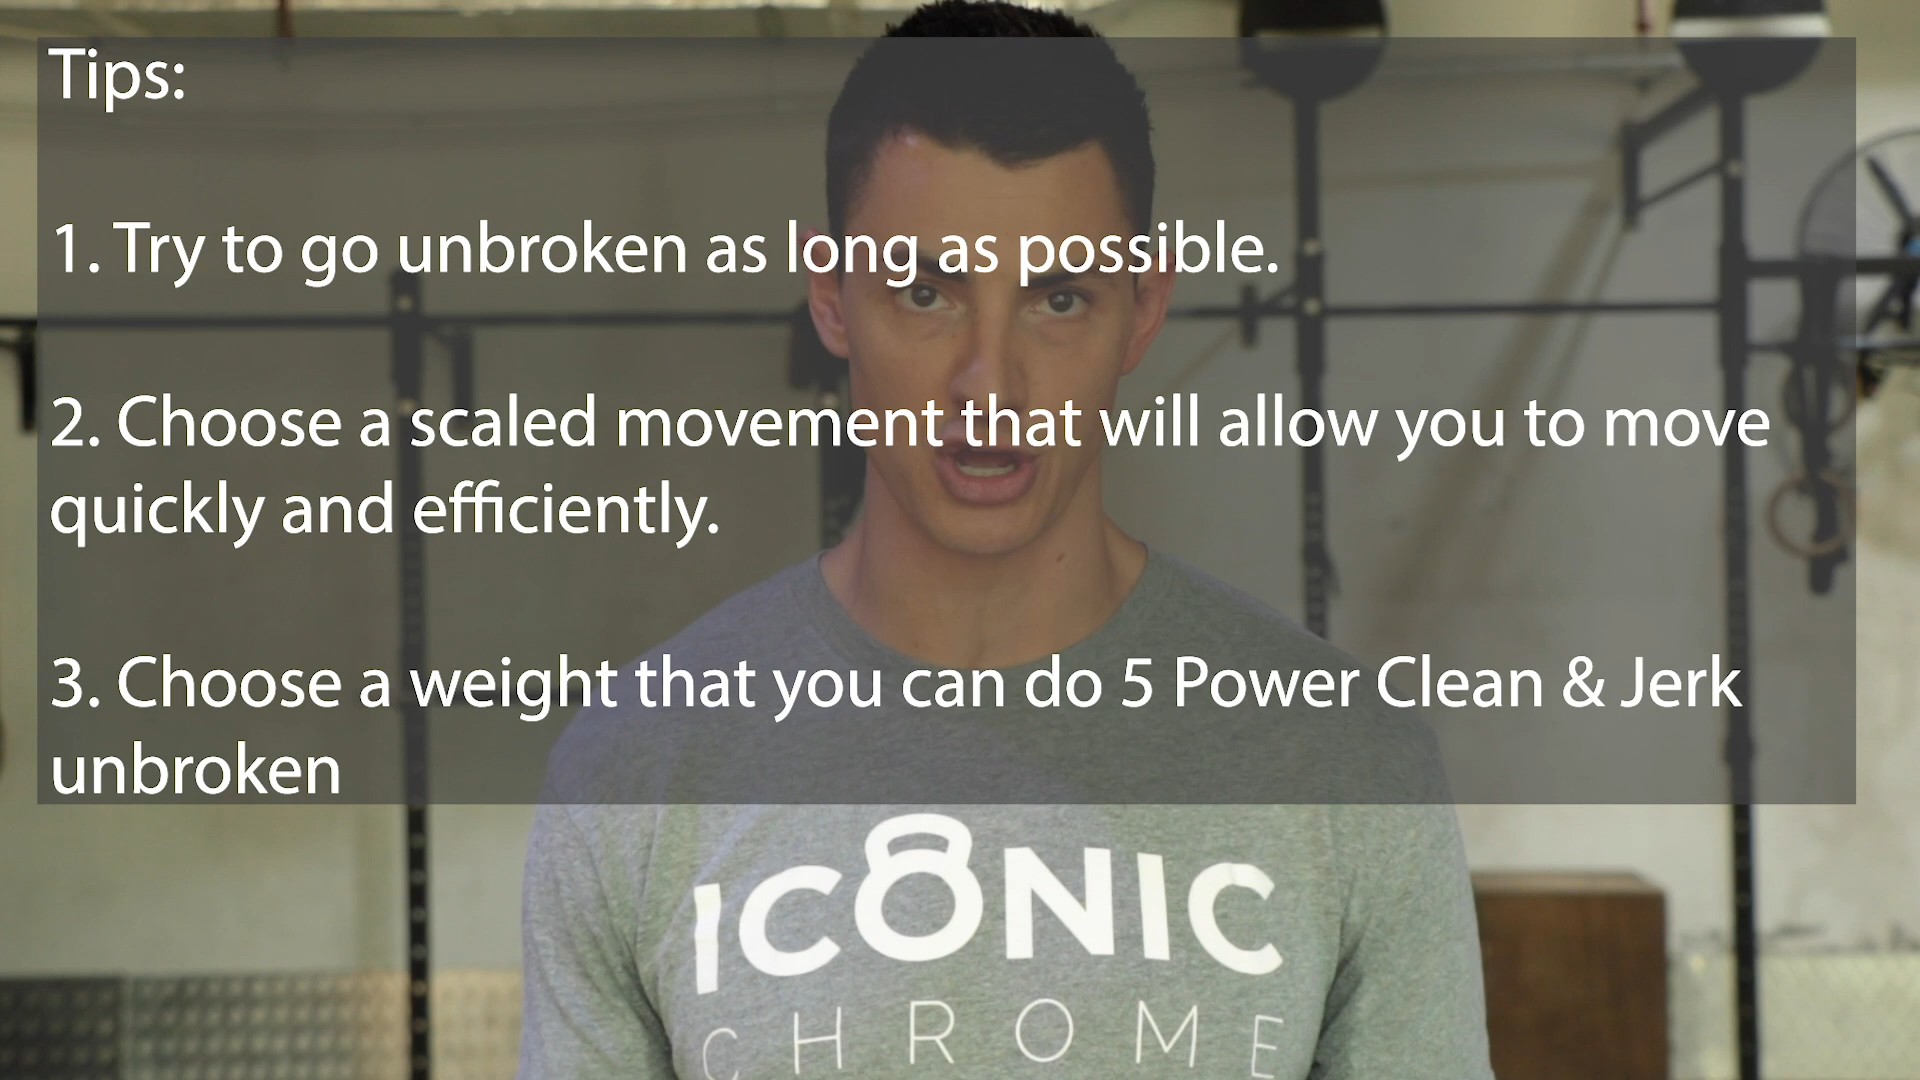 Tips:
1. Try to go unbroken as long as possible.
2. Choose a scaled movement that will allow you to move
quickly and efficiently.
3. Choose a weight that you can do 5 Power Clean & Jerk
unbroken
ICONIC
CHROME